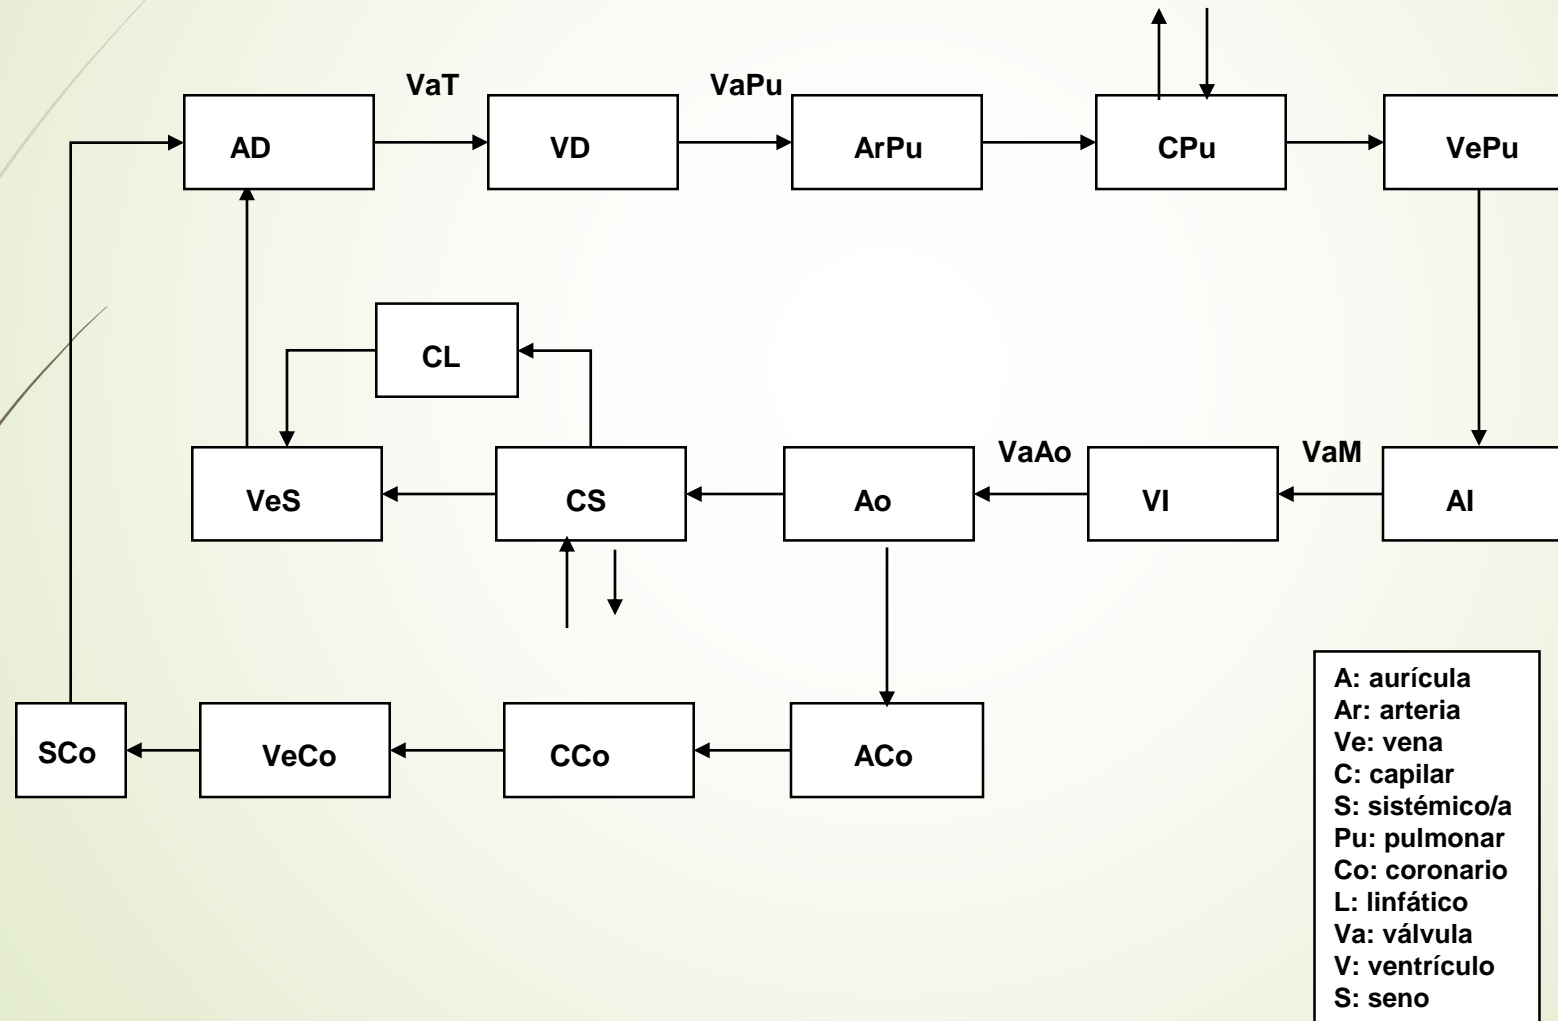 VaT
VaPu
AD
VD
ArPu
CPu
VePu
CL
VaAo
VaM
VeS
CS
Ao
VI
AI
SCo
VeCo
CCo
ACo
A: aurícula
Ar: arteria
Ve: vena
C: capilar
S: sistémico/a
Pu: pulmonar
Co: coronario
L: linfático
Va: válvula
V: ventrículo
S: seno